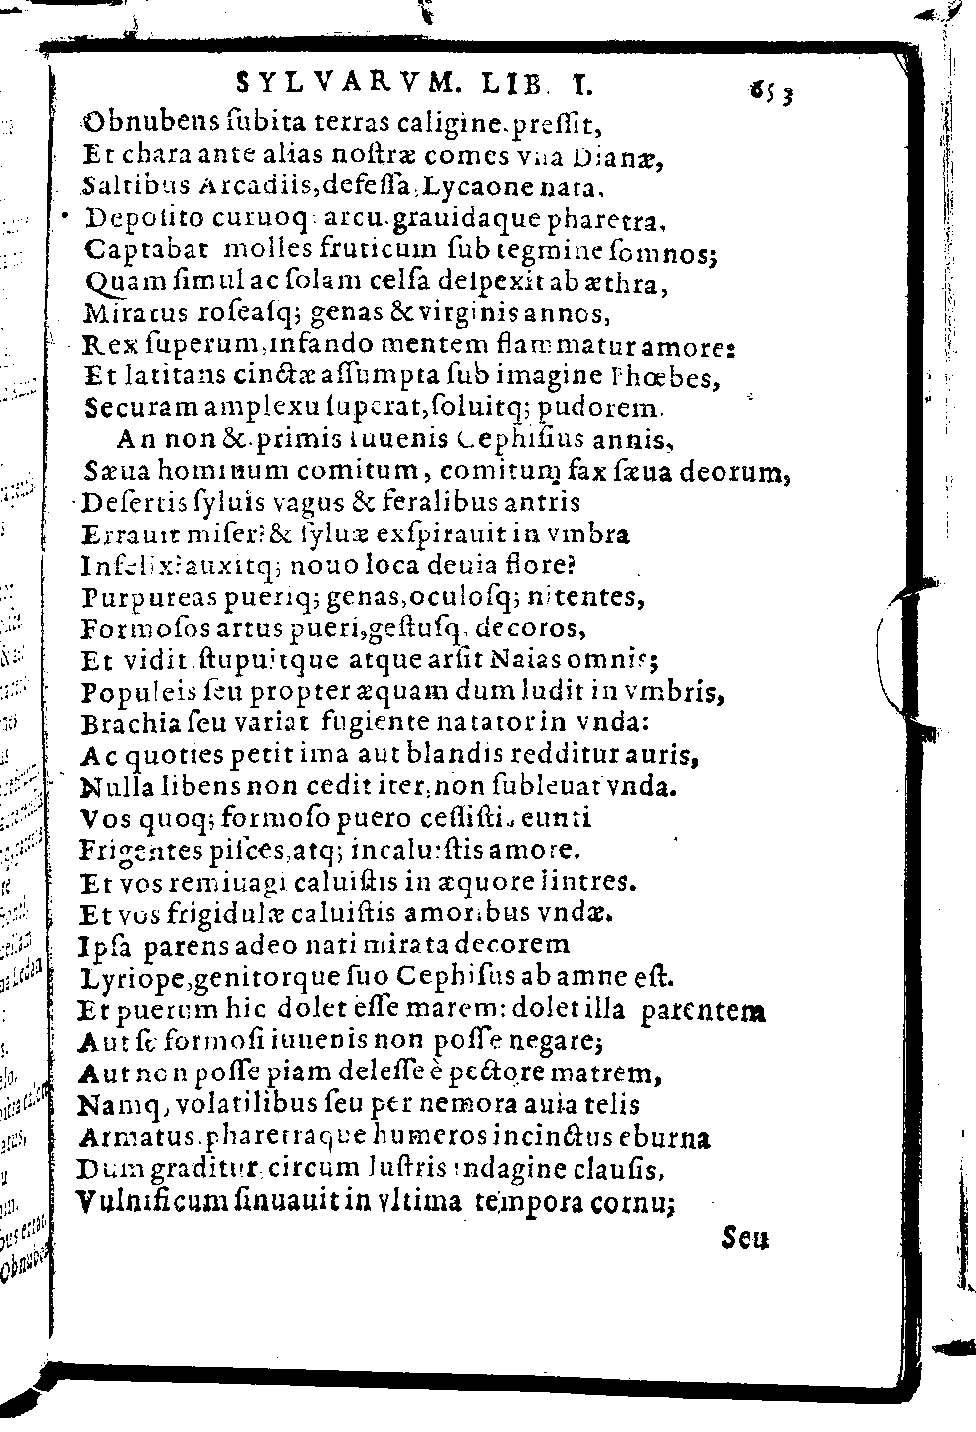 SYLVARVM. LIB. I. 653
Obnubens ſubita terras caligine preſſit,
Et chara ante alias noſtræ comes vna Dianæ,
Saltibus Arcadiis, defeſſa, Lycaone nata.
Depoſito curuoq; arcu grauidaque pharetra,
Captabat molles fruticum ſub tegmine ſomnos;
Quam ſimul ac ſolam celſa deſpexit ab æthra,
Miratus roſeaſq; genas & virginis annos,
Rex ſuperum, infando mentem flammatur amore:
Et latitans cinctæ aſſumpta ſub imagine Phœbes,
Securam amplexu ſuperat, ſoluitq; pudorem.
An non & primis iuuenis Cephiſius annis,
Sæua hominum comitum, comitum fax ſæua deorum,
Deſertis ſyluis vagus & feralibus antris
Errauit miſer? & ſyluæ exſpirauit in vmbra
Infelix? auxitq; nouo loca deuia flore?
Purpureas pueriq; genas, oculoſq; nitentes,
Formoſos artus pueri, geſtuſq; decoros,
Et vidit ſtupuitque atque arſit Naias omnis;
Populeis ſeu propter æquam dum ludit in vmbris,
Brachia ſeu variat fugiente natator in vnda:
Ac quoties petit ima aut blandis redditur auris,
Nulla libens non cedit iter, non ſubleuat vnda.
Vos quoq; formoſo puero ceſſiſtis eunti
Frigentes piſces, atq; incaluiſtis amore.
Et vos remiuagi caluiſtis in æquore lintres.
Et vos frigidulæ caluiſtis amoribus vndæ.
Ipſa parens adeo nati mirata decorem
Lyriope, genitorque ſuo Cephiſus ab amne eſt.
Et puerum hic dolet eſſe marem: dolet illa parentem
Aut ſe formoſi iuuenis non poſſe negare;
Aut non poſſe piam deleſſe è pectore matrem,
Namq, volatilibus ſeu per nemora auia telis
Armatus, pharetraque humeros incinctus eburna
Dum graditur circum luſtris indagine clauſis,
Vulnificum ſinuauit in vltima tempora cornu;
Seu